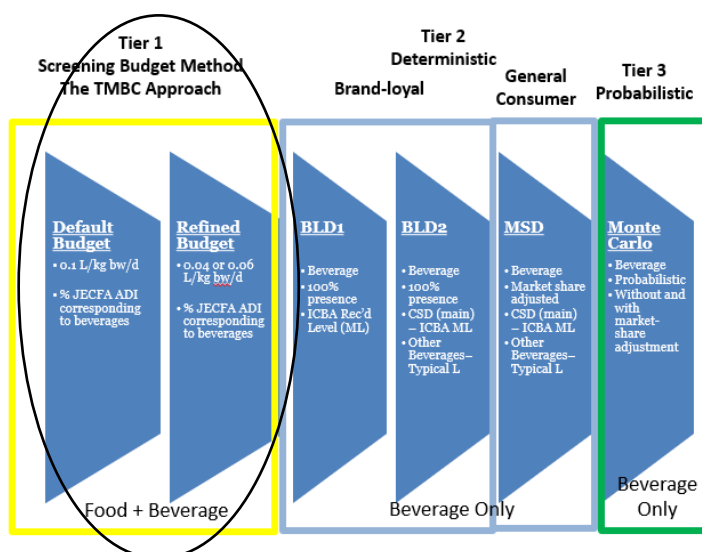 Tier 1
Screening Budget Method
The TMBC Approach
Tier 2
Deterministic
Brand-loyal
General
Consumer
Tier 3
Probabilistic
Default
Budget
• 0.1 L/kg bw/d
• % JECFA ADI
corresponding
to beverages
Refined
Budget
• 0.04 or 0.06
L/kg bw/d
• % JECFA ADI
corresponding
to beverages
BLD1
• Beverage
• 100%
presence
• ICBA Rec'd
Level (ML)
BLD2
• Beverage
• 100%
presence
• CSD (main)
– ICBA ML
• Other
Beverages–
Typical L
MSD
• Beverage
• Market share
adjusted
• CSD (main)
– ICBA ML
• Other
Beverages–
Typical L
Monte
Carlo
• Beverage
• Probabilistic
• Without and
with
market-
share
adjustment
Food + Beverage
Beverage Only
Beverage
Only